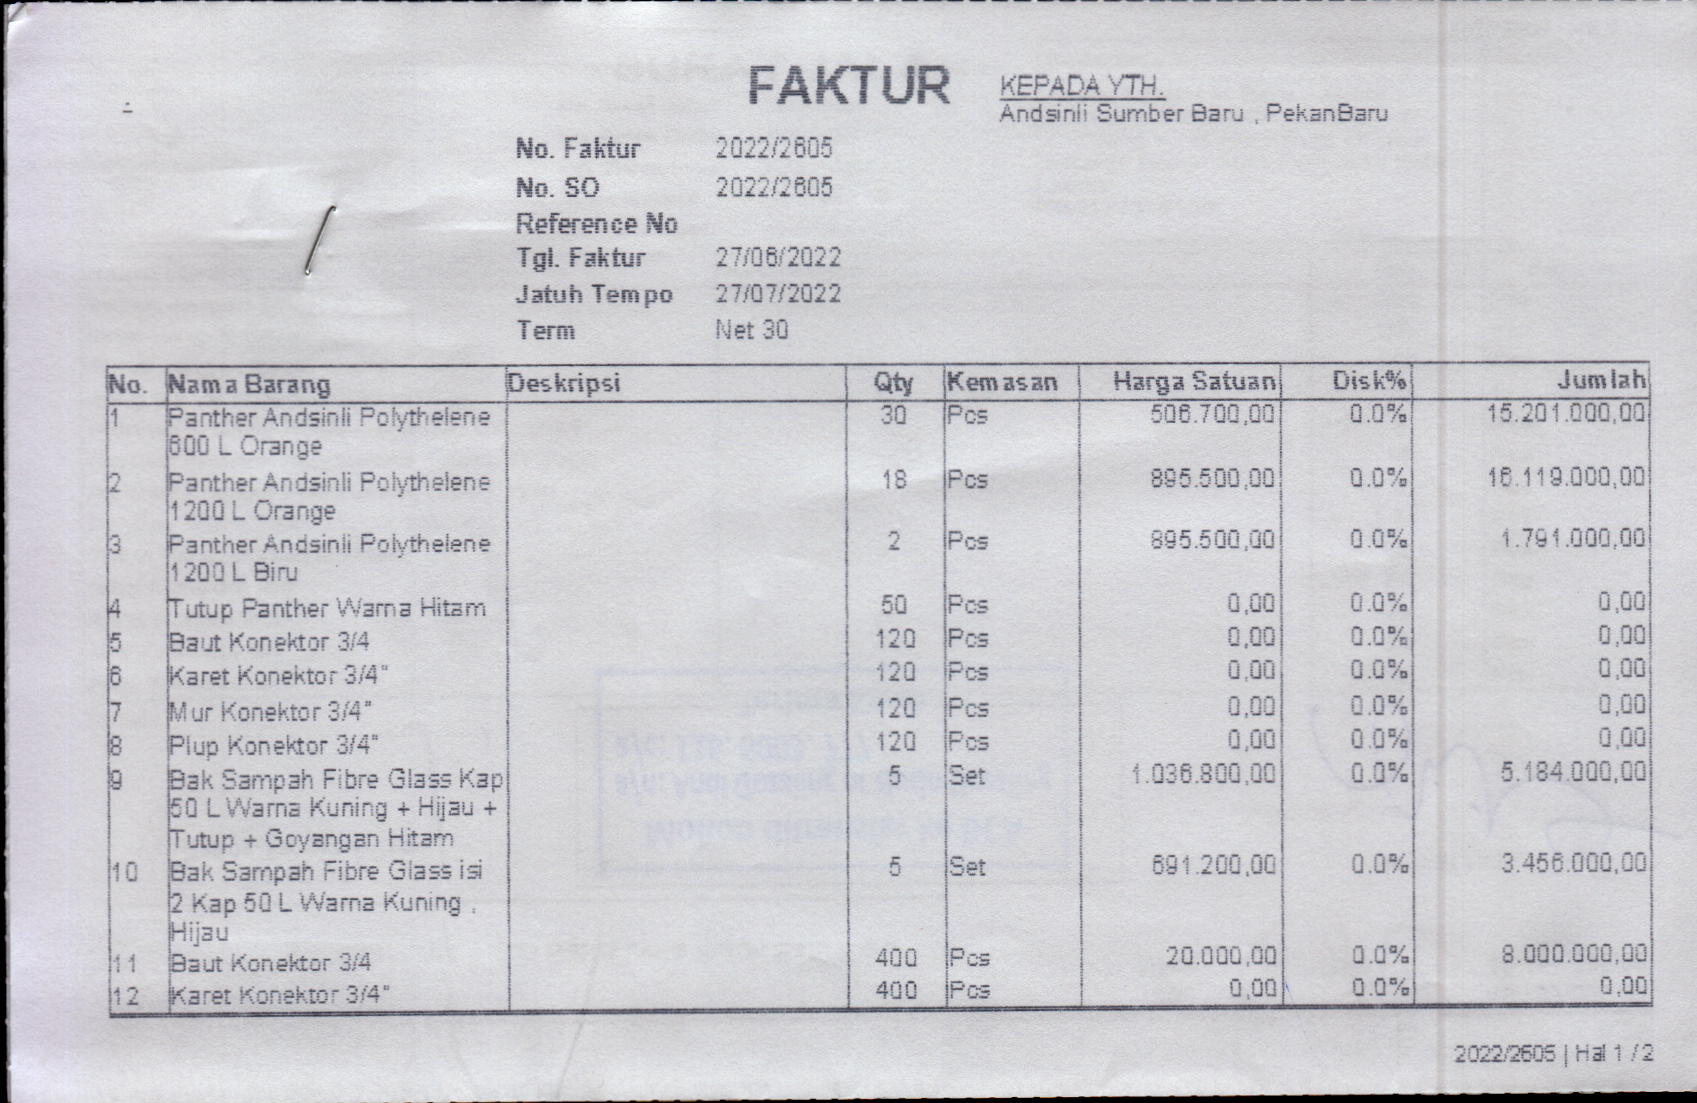 FAKTUR
KEPADA YTH.
Andsinli Sumber Baru , PekanBaru
No. Faktur 2022/2605
No. SO 2022/2605
Reference No
Tgl. Faktur 27/06/2022
Jatuh Tempo 27/07/2022
Term Net 30
No. Nama Barang Deskripsi Qty Kemasan Harga Satuan Disk% Jumlah
1 Panther Andsinli Polythelene 30 Pcs 506.700,00 0.0% 15.201.000,00
600 L Orange
2 Panther Andsinli Polythelene 18 Pcs 895.500,00 0.0% 16.119.000,00
1200 L Orange
3 Panther Andsinli Polythelene 2 Pcs 895.500,00 0.0% 1.791.000,00
1200 L Biru
4 Tutup Panther Warna Hitam 50 Pcs 0,00 0.0% 0,00
5 Baut Konektor 3/4 120 Pcs 0,00 0.0% 0,00
6 Karet Konektor 3/4" 120 Pcs 0,00 0.0% 0,00
7 Mur Konektor 3/4" 120 Pcs 0,00 0.0% 0,00
8 Plup Konektor 3/4" 120 Pcs 0,00 0.0% 0,00
9 Bak Sampah Fibre Glass Kap 5 Set 1.036.800,00 0.0% 5.184.000,00
50 L Warna Kuning + Hijau +
Tutup + Goyangan Hitam
10 Bak Sampah Fibre Glass isi 5 Set 691.200,00 0.0% 3.456.000,00
2 Kap 50 L Warna Kuning ,
Hijau
11 Baut Konektor 3/4 400 Pcs 20.000,00 0.0% 8.000.000,00
12 Karet Konektor 3/4" 400 Pcs 0,00 0.0% 0,00
2022/2605 | Hal 1 / 2